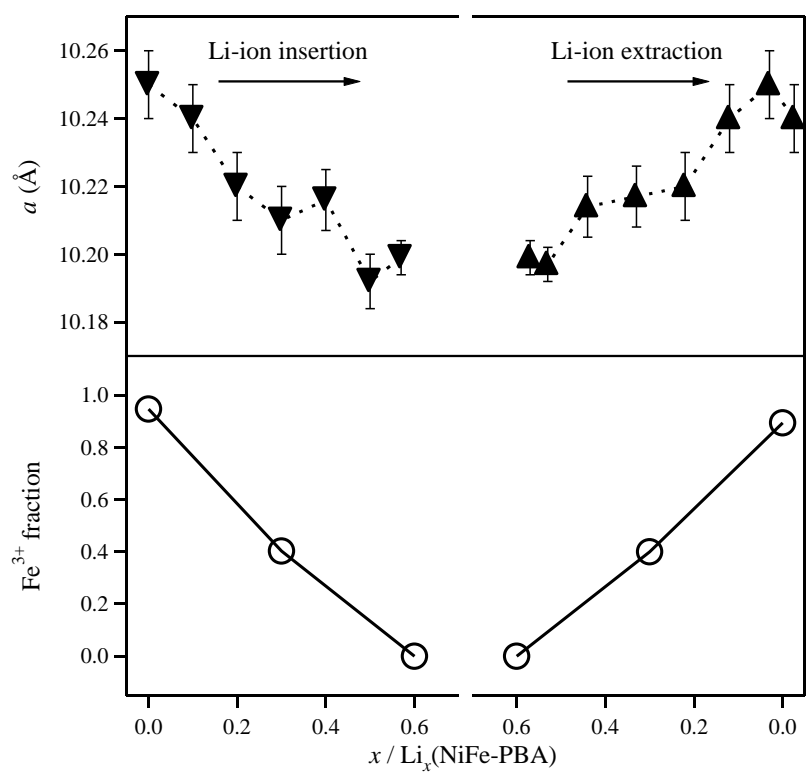 Li-ion insertion
Li-ion extraction
a (Å)
10.26
10.24
10.22
10.20
10.18
Fe³⁺ fraction
1.0
0.8
0.6
0.4
0.2
0.0
0.0 0.2 0.4 0.6 0.6 0.4 0.2 0.0
x / Liₓ(NiFe-PBA)